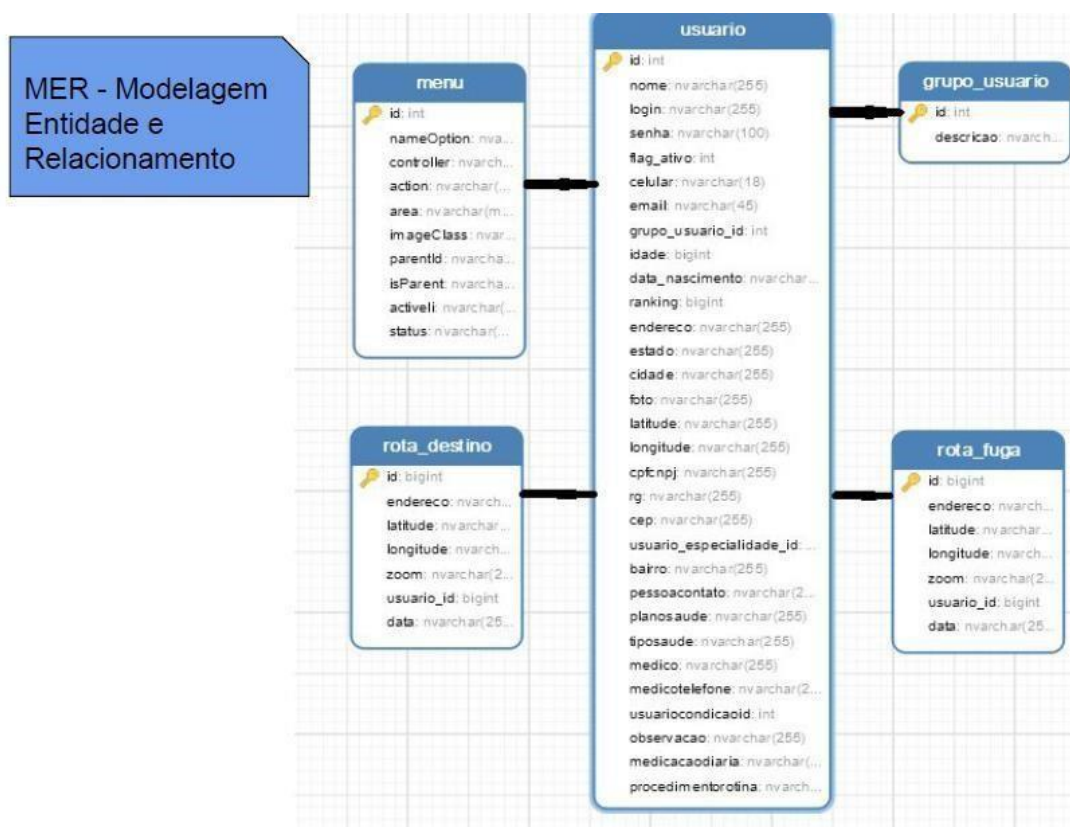 MER - Modelagem
Entidade e
Relacionamento
menu
id: int
nameOption: nva...
controller: nvarch...
action: nvarchar(...
area: nvarchar(m...
imageClass: nvar...
parentId: nvarcha...
isParent: nvarcha...
activeli: nvarchar(...
status: nvarchar(...
usuario
id: int
nome: nvarchar(255)
login: nvarchar(255)
senha: nvarchar(100)
flag_ativo: int
celular: nvarchar(18)
email: nvarchar(45)
grupo_usuario_id: int
idade: bigint
data_nascimento: nvarchar...
ranking: bigint
endereco: nvarchar(255)
estado: nvarchar(255)
cidade: nvarchar(255)
foto: nvarchar(255)
latitude: nvarchar(255)
longitude: nvarchar(255)
cpfcnpj: nvarchar(255)
rg: nvarchar(255)
cep: nvarchar(255)
usuario_especialidade_id: ...
bairro: nvarchar(255)
pessoacontato: nvarchar(2...
planosaude: nvarchar(255)
tiposaude: nvarchar(255)
medico: nvarchar(255)
medicotelefone: nvarchar(2...
usuariocondicaoid: int
observacao: nvarchar(255)
medicacaodiaria: nvarchar(...
procedimentorotina: nvarch...
grupo_usuario
id: int
descricao: nvarch...
rota_destino
id: bigint
endereco: nvarch...
latitude: nvarchar...
longitude: nvarch...
zoom: nvarchar(2...
usuario_id: bigint
data: nvarchar(25...
rota_fuga
id: bigint
endereco: nvarch...
latitude: nvarchar...
longitude: nvarch...
zoom: nvarchar(2...
usuario_id: bigint
data: nvarchar(25...